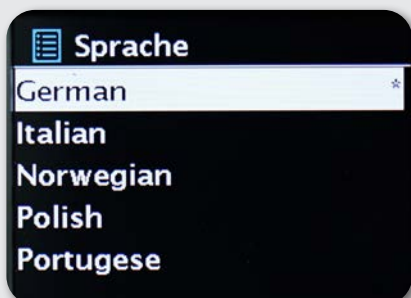 Sprache
German *
Italian
Norwegian
Polish
Portugese